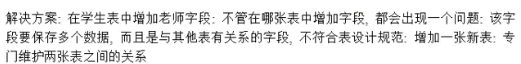 解决方案: 在学生表中增加老师字段: 不管在哪张表中增加字段, 都会出现一个问题: 该字
段要保存多个数据, 而且是与其他表有关系的字段, 不符合表设计规范: 增加一张新表: 专
门维护两张表之间的关系